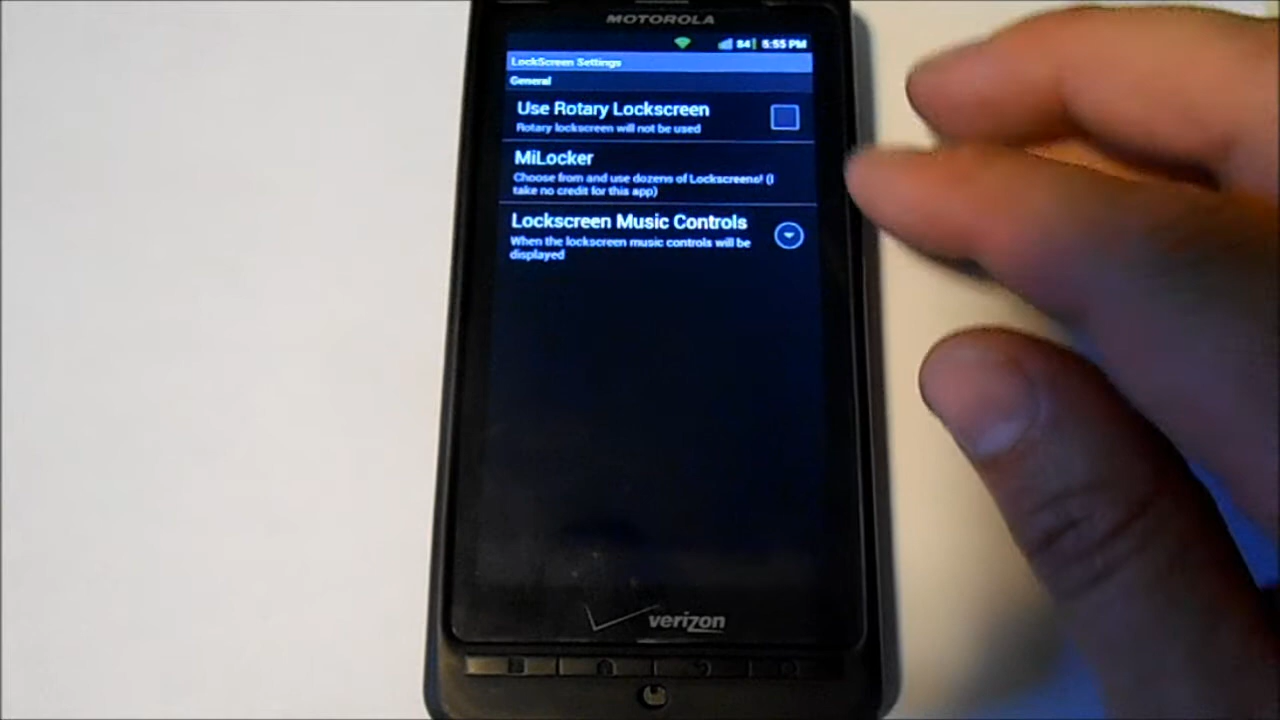 MOTOROLA
84 5:55 PM
LockScreen Settings
General
Use Rotary Lockscreen
Rotary lockscreen will not be used
MiLocker
Choose from and use dozens of Lockscreens! (I
take no credit for this app)
Lockscreen Music Controls
When the lockscreen music controls will be
displayed
verizon